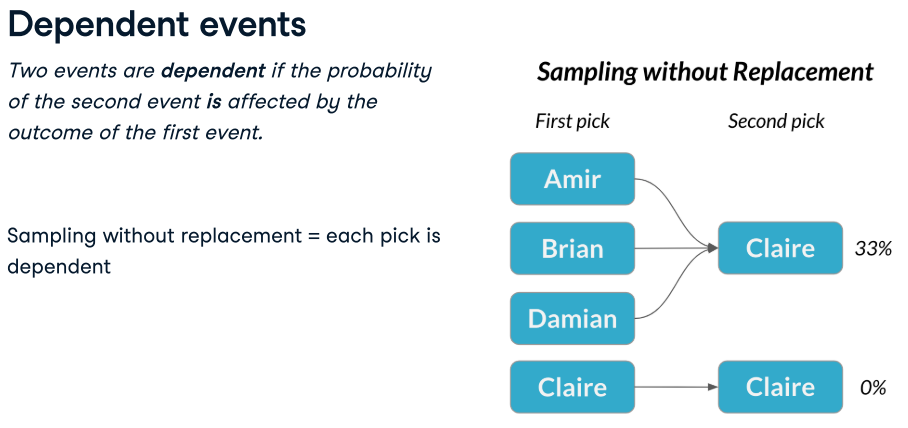 Dependent events
Two events are dependent if the probability
of the second event is affected by the
outcome of the first event.
Sampling without replacement = each pick is
dependent
Sampling without Replacement
First pick
Second pick
Amir
Brian
Claire
33%
Damian
Claire
Claire
0%